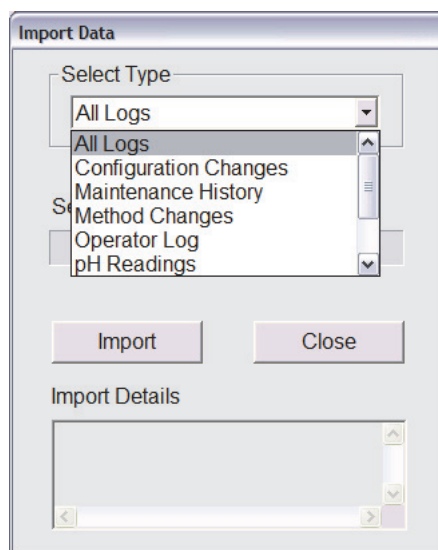 Import Data
Select Type
All Logs
All Logs
Configuration Changes
Maintenance History
Method Changes
Operator Log
pH Readings
Import Close
Import Details